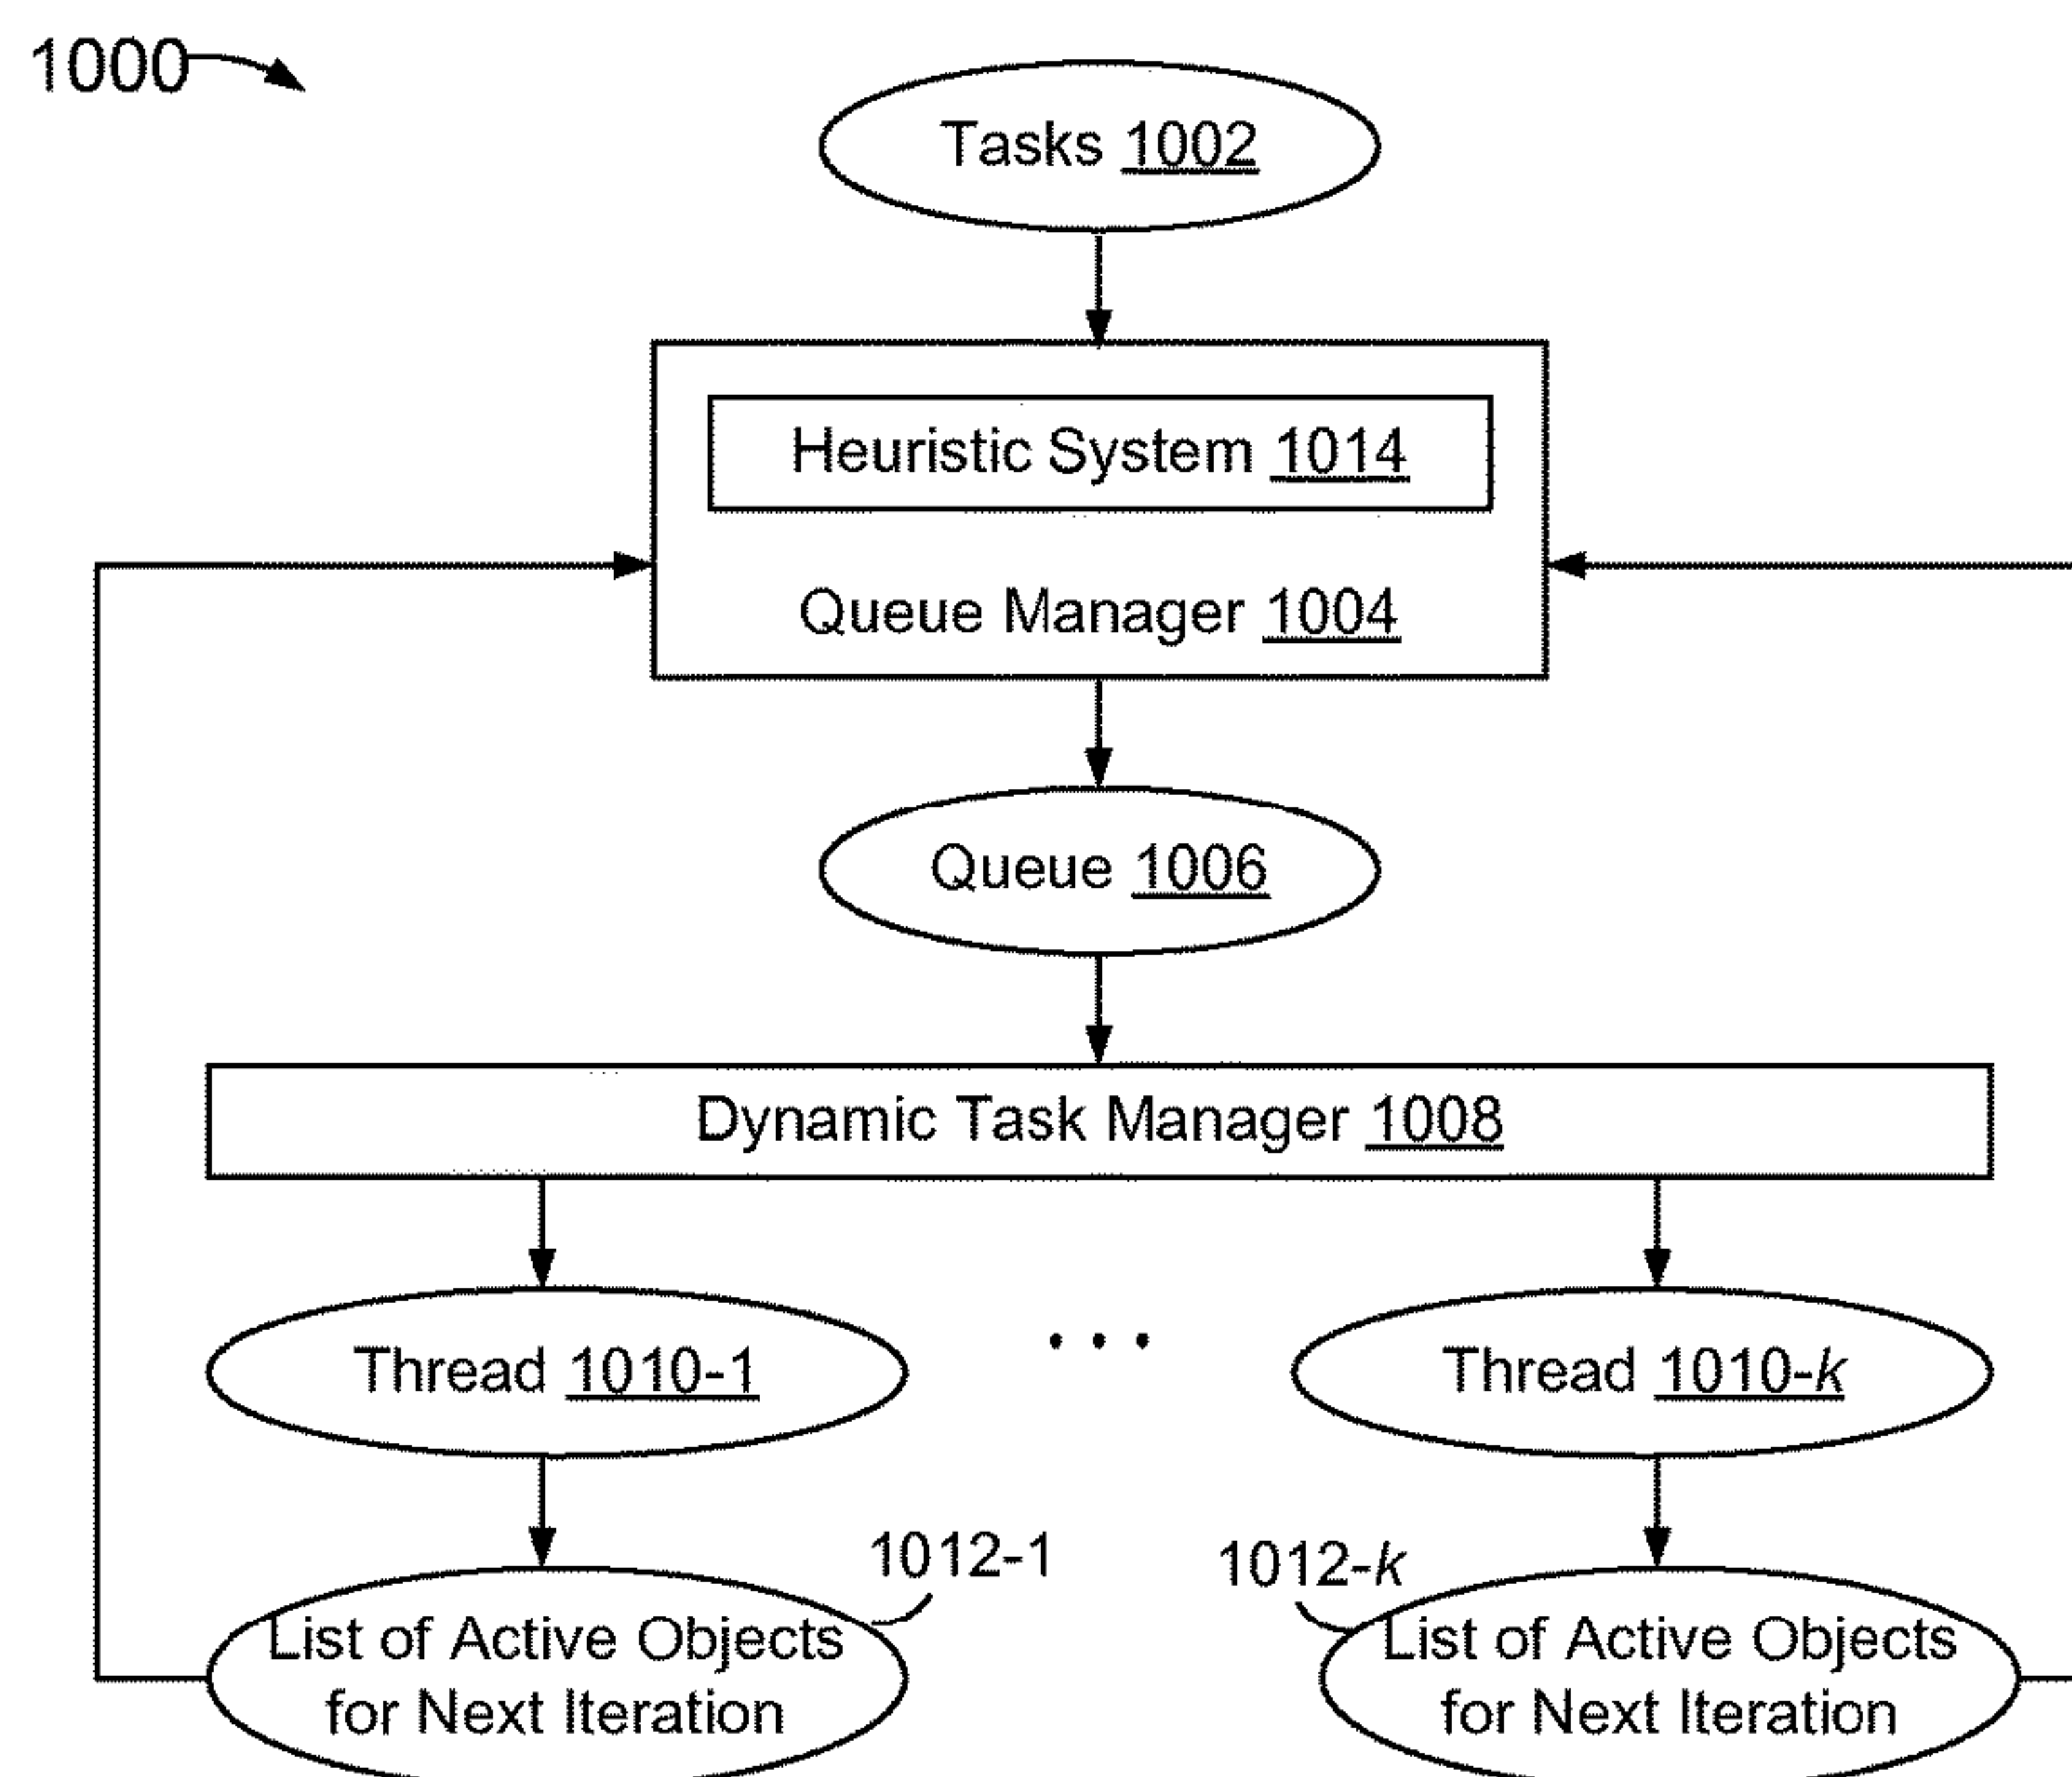 1000
Tasks 1002
Heuristic System 1014
Queue Manager 1004
Queue 1006
Dynamic Task Manager 1008
Thread 1010-1
• • •
Thread 1010-k
1012-1
1012-k
List of Active Objects
for Next Iteration
List of Active Objects
for Next Iteration